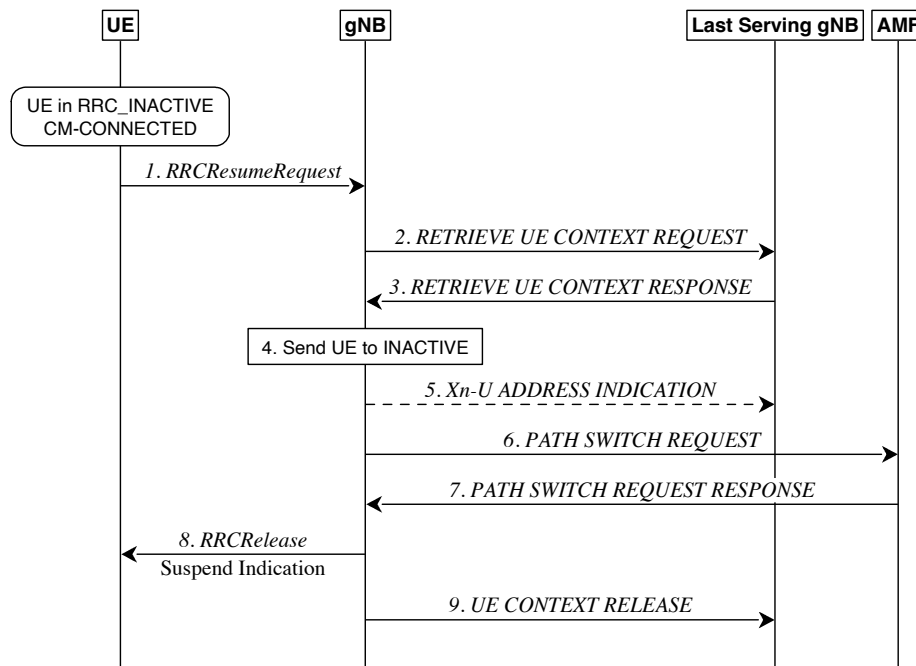 UE
gNB
Last Serving gNB
AMF
UE in RRC_INACTIVE
CM-CONNECTED
1. RRCResumeRequest
2. RETRIEVE UE CONTEXT REQUEST
3. RETRIEVE UE CONTEXT RESPONSE
4. Send UE to INACTIVE
5. Xn-U ADDRESS INDICATION
6. PATH SWITCH REQUEST
7. PATH SWITCH REQUEST RESPONSE
8. RRCRelease
Suspend Indication
9. UE CONTEXT RELEASE